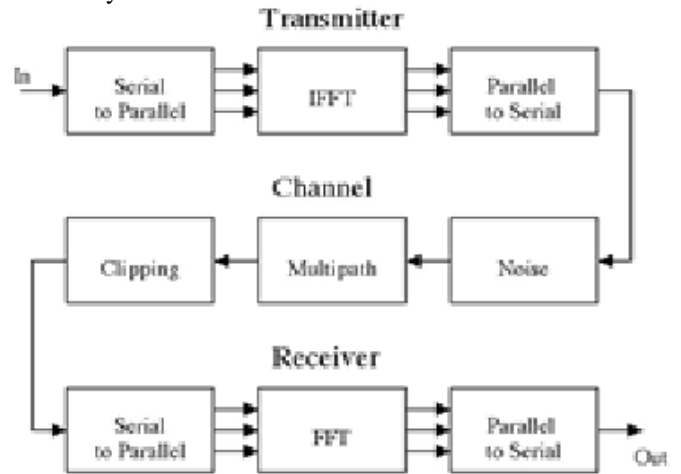 Transmitter
In
Serial
to Parallel
IFFT
Parallel
to Serial
Channel
Clipping
Multipath
Noise
Receiver
Serial
to Parallel
FFT
Parallel
to Serial
Out